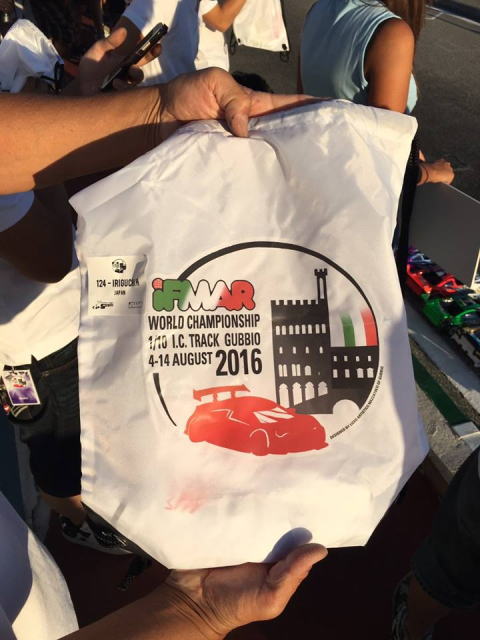 124 - IRIGUCHI
JAPAN
iFMAR
WORLD CHAMPIONSHIP
1/10 I.C. TRACK GUBBIO
4-14 AUGUST 2016